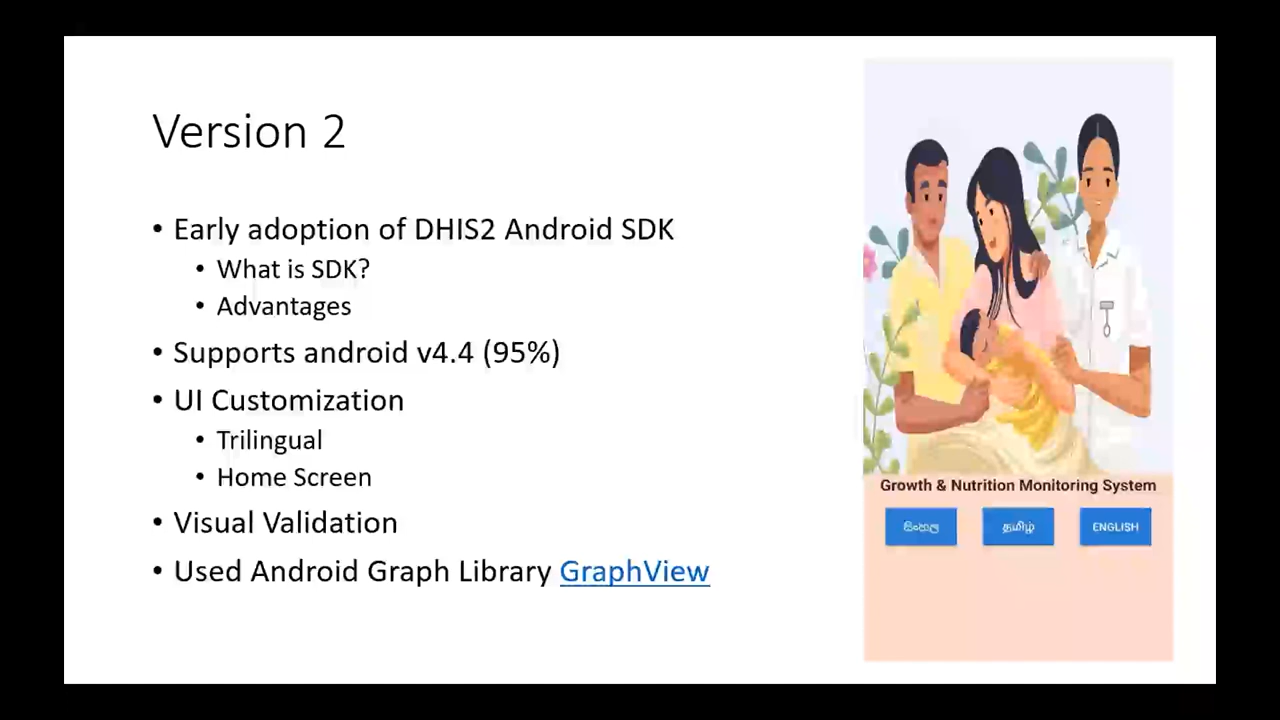 Version 2
• Early adoption of DHIS2 Android SDK
• What is SDK?
• Advantages
• Supports android v4.4 (95%)
• UI Customization
• Trilingual
• Home Screen
• Visual Validation
• Used Android Graph Library GraphView
Growth & Nutrition Monitoring System
සිංහල தமிழ் ENGLISH